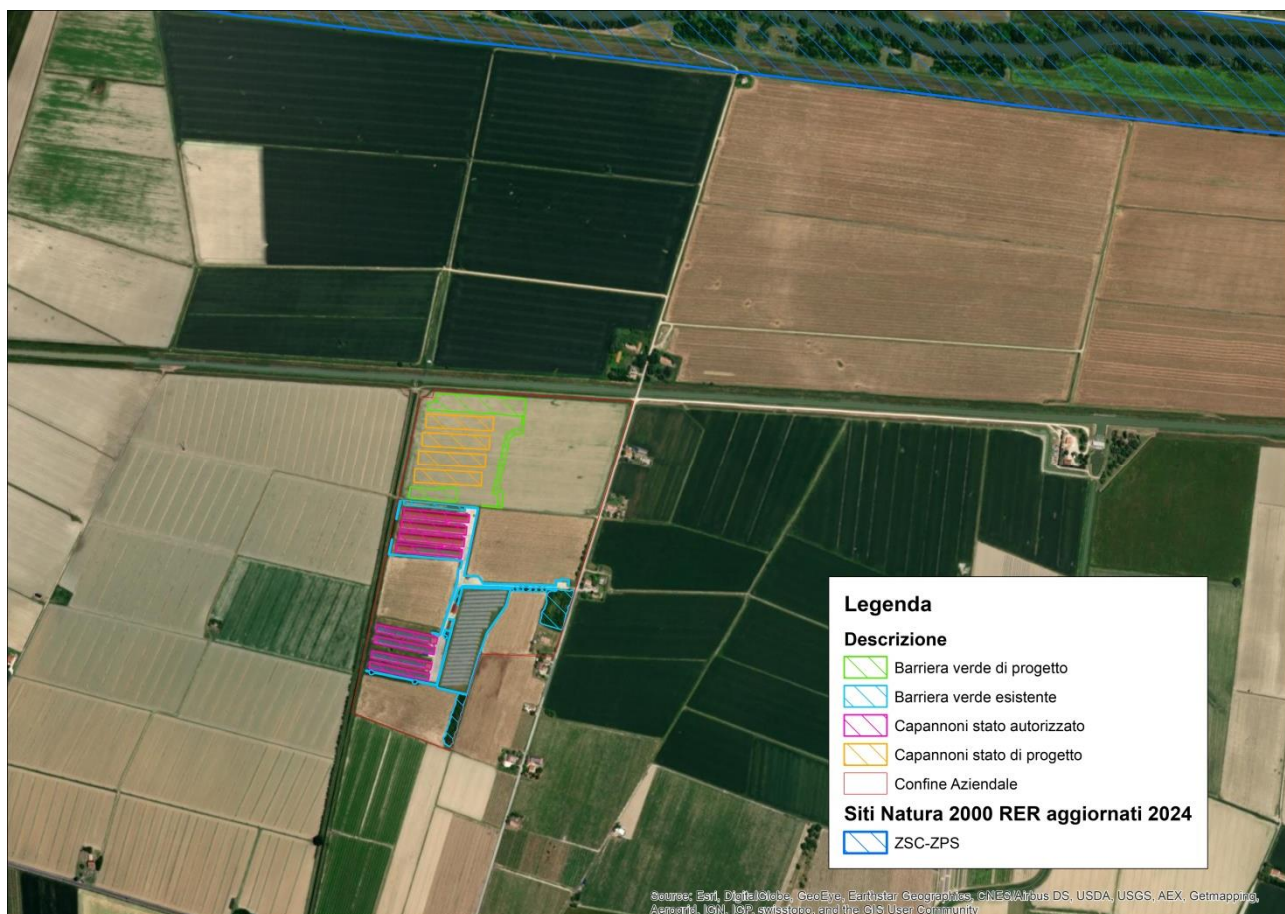 Legenda
Descrizione
Barriera verde di progetto
Barriera verde esistente
Capannoni stato autorizzato
Capannoni stato di progetto
Confine Aziendale
Siti Natura 2000 RER aggiornati 2024
ZSC-ZPS
Source: Esri, DigitalGlobe, GeoEye, Earthstar Geographics, CNES/Airbus DS, USDA, USGS, AEX, Getmapping,
Aerogrid, IGN, IGP, swisstopo, and the GIS User Community